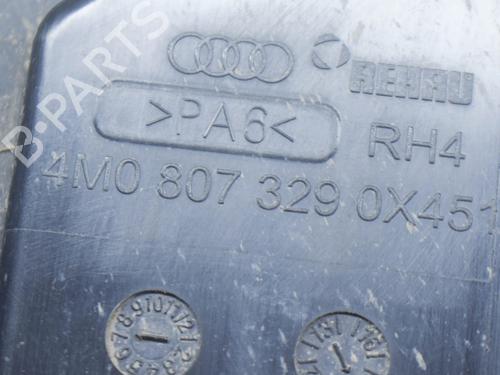 REHAU
>PA6<
RH4
4M0 807 329 0X451
B-PARTS